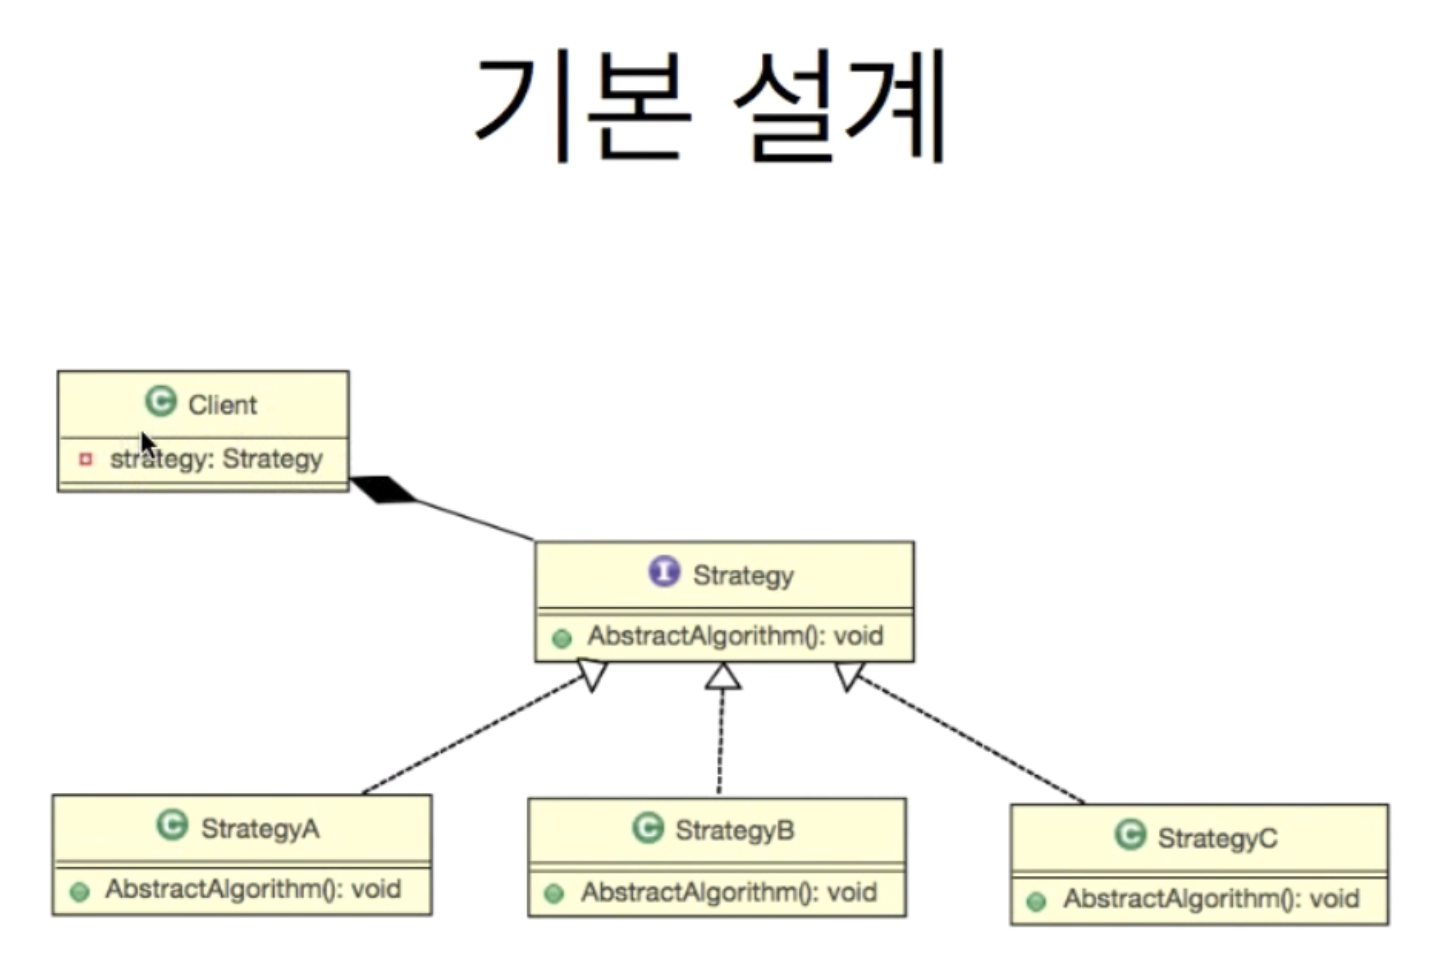 기본 설계
C Client
strategy: Strategy
I Strategy
AbstractAlgorithm(): void
C StrategyA
AbstractAlgorithm(): void
C StrategyB
AbstractAlgorithm(): void
C StrategyC
AbstractAlgorithm(): void